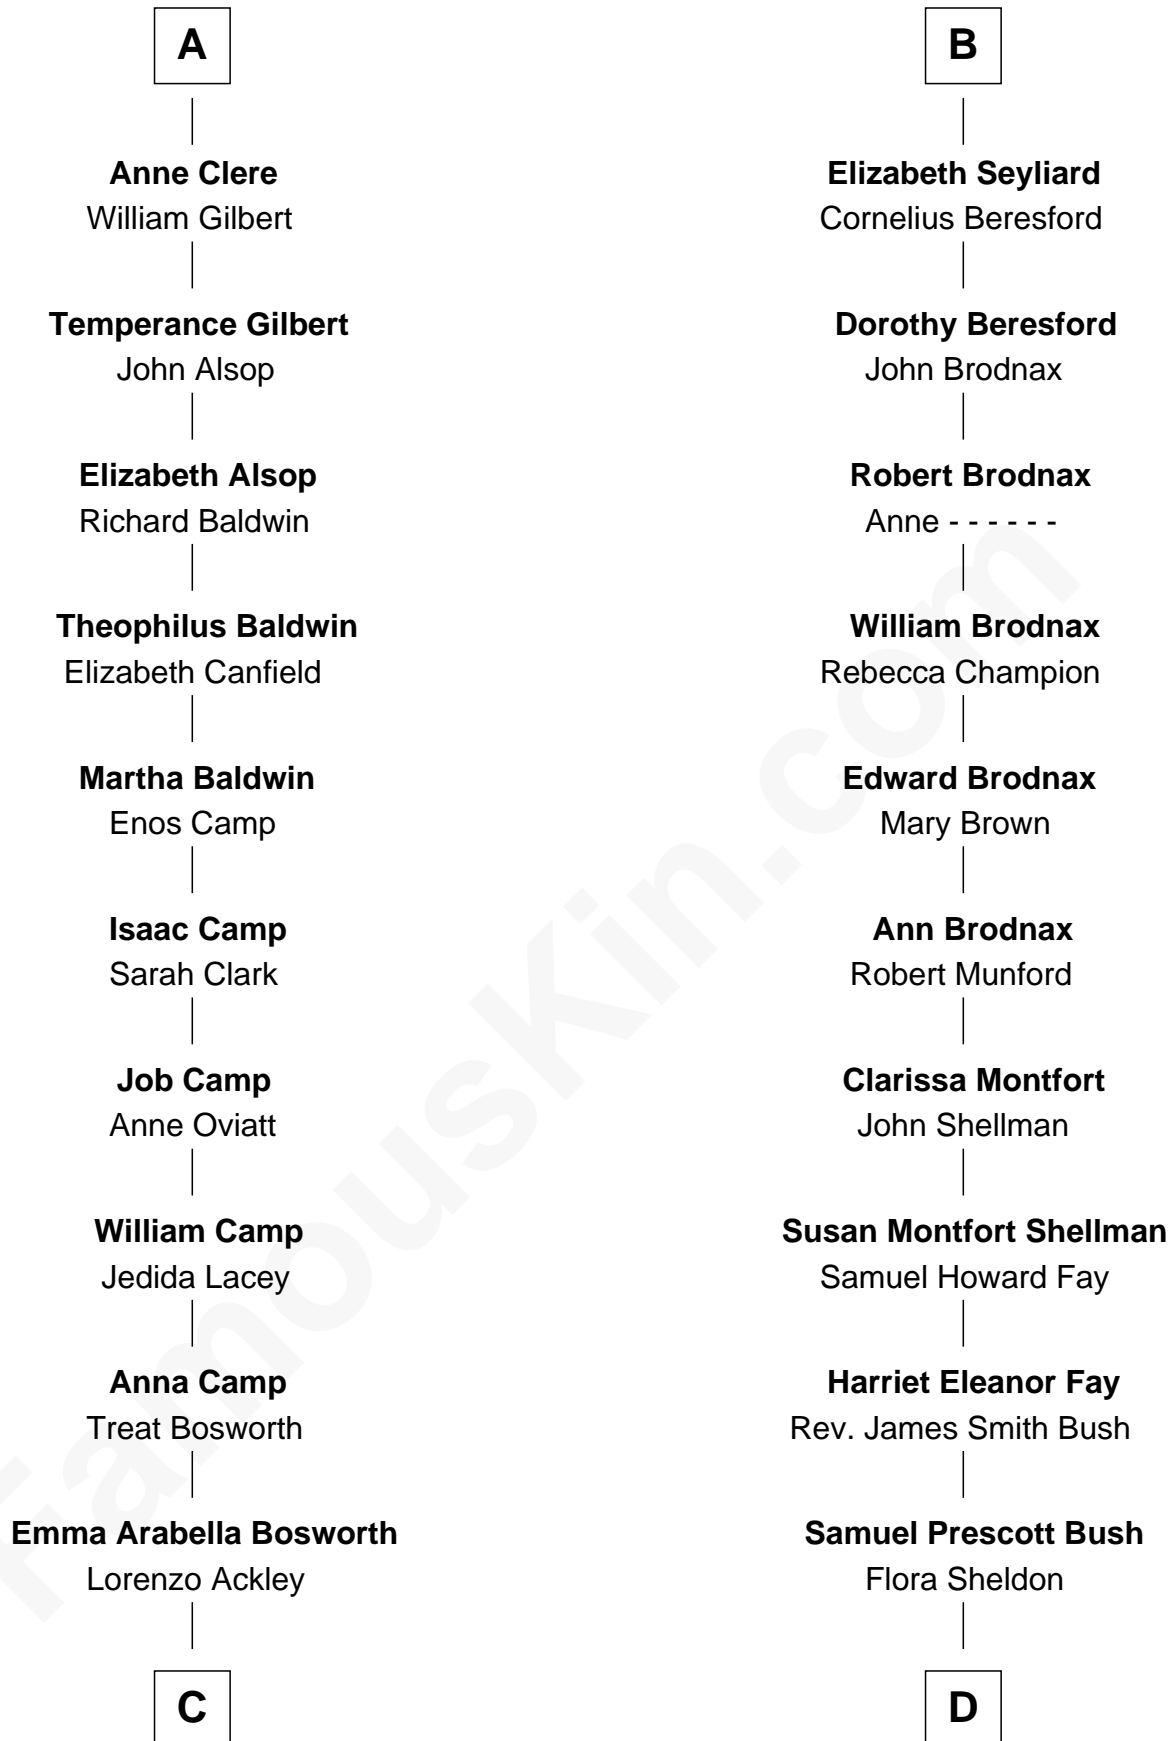 A
Anne Clere
William Gilbert
Temperance Gilbert
John Alsop
Elizabeth Alsop
Richard Baldwin
Theophilus Baldwin
Elizabeth Canfield
Martha Baldwin
Enos Camp
Isaac Camp
Sarah Clark
Job Camp
Anne Oviatt
William Camp
Jedida Lacey
Anna Camp
Treat Bosworth
Emma Arabella Bosworth
Lorenzo Ackley
C
B
Elizabeth Seyliard
Cornelius Beresford
Dorothy Beresford
John Brodnax
Robert Brodnax
Anne - - - - - -
William Brodnax
Rebecca Champion
Edward Brodnax
Mary Brown
Ann Brodnax
Robert Munford
Clarissa Montfort
John Shellman
Susan Montfort Shellman
Samuel Howard Fay
Harriet Eleanor Fay
Rev. James Smith Bush
Samuel Prescott Bush
Flora Sheldon
D
FamousKin.com